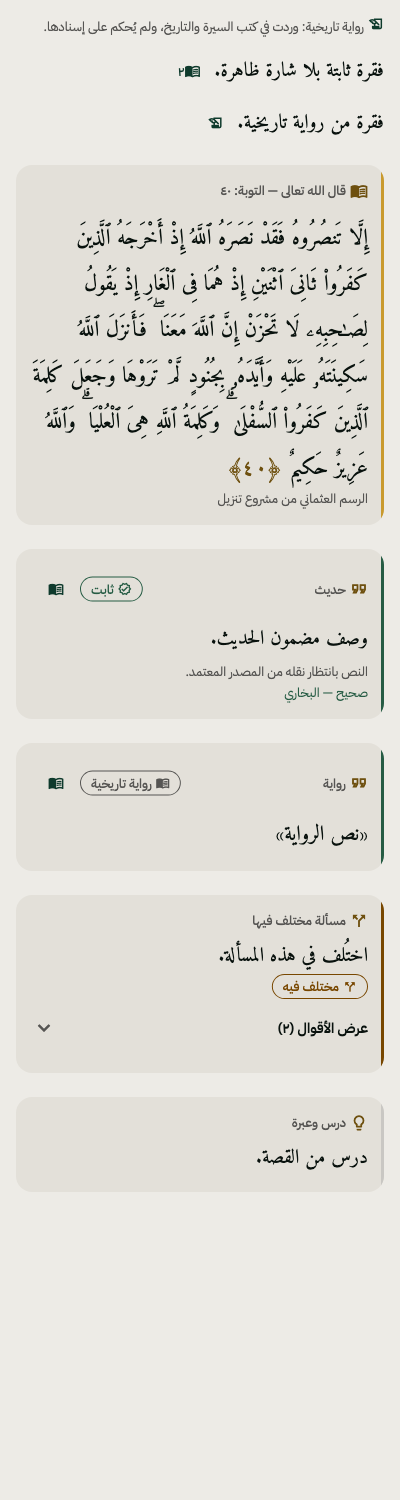 رواية تاريخية: وردت في كتب السيرة والتاريخ، ولم يُحكم على إسنادها.
فقرة ثابتة بلا شارة ظاهرة. ٢
فقرة من رواية تاريخية.
قال الله تعالى — التوبة: ٤٠
إِلَّا تَنصُرُوهُ فَقَدْ نَصَرَهُ ٱللَّهُ إِذْ أَخْرَجَهُ ٱلَّذِينَ
كَفَرُوا۟ ثَانِىَ ٱثْنَيْنِ إِذْ هُمَا فِى ٱلْغَارِ إِذْ يَقُولُ
لِصَـٰحِبِهِۦ لَا تَحْزَنْ إِنَّ ٱللَّهَ مَعَنَا ۖ فَأَنزَلَ ٱللَّهُ
سَكِينَتَهُۥ عَلَيْهِ وَأَيَّدَهُۥ بِجُنُودٍ لَّمْ تَرَوْهَا وَجَعَلَ كَلِمَةَ
ٱلَّذِينَ كَفَرُوا۟ ٱلسُّفْلَىٰ ۗ وَكَلِمَةُ ٱللَّهِ هِىَ ٱلْعُلْيَا ۗ وَٱللَّهُ
عَزِيزٌ حَكِيمٌ ﴿٤٠﴾
الرسم العثماني من مشروع تنزيل
حديث
ثابت
وصف مضمون الحديث.
النص بانتظار نقله من المصدر المعتمد.
صحيح — البخاري
رواية
رواية تاريخية
«نص الرواية»
مسألة مختلف فيها
اختُلف في هذه المسألة.
مختلف فيه
عرض الأقوال (٢)
درس وعبرة
درس من القصة.